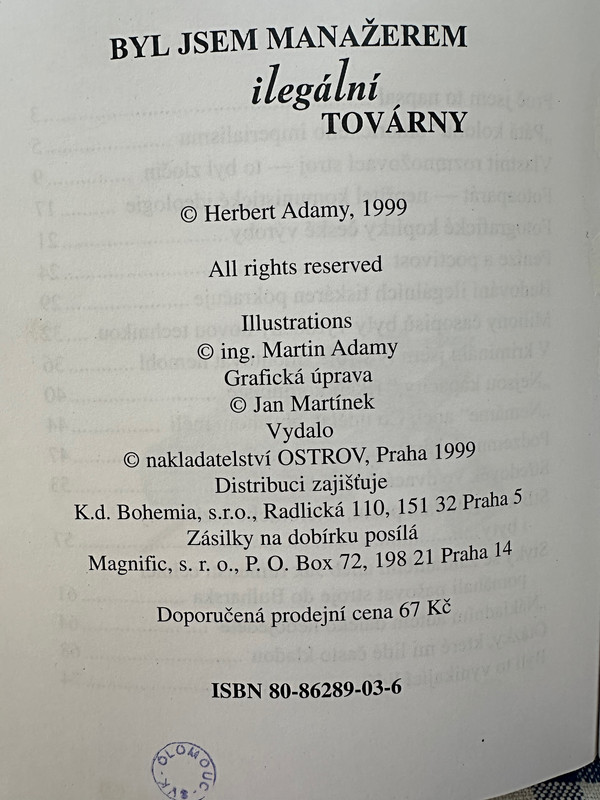 BYL JSEM MANAŽEREM
ilegální
TOVÁRNY
© Herbert Adamy, 1999
All rights reserved
Illustrations
© ing. Martin Adamy
Grafická úprava
© Jan Martínek
Vydalo
© nakladatelství OSTROV, Praha 1999
Distribuci zajišťuje
K.d. Bohemia, s.r.o., Radlická 110, 151 32 Praha 5
Zásilky na dobírku posílá
Magnific, s. r. o., P. O. Box 72, 198 21 Praha 14
Doporučená prodejní cena 67 Kč
ISBN 80-86289-03-6
SVK. OLOMOUC.